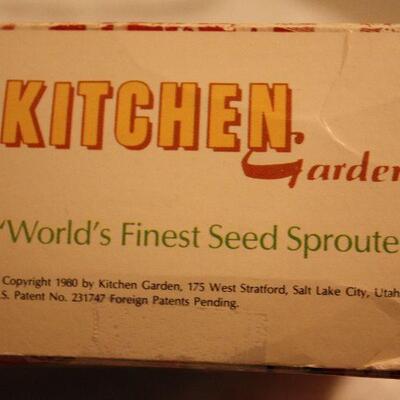 KITCHEN
Garden
"World's Finest Seed Sproute
Copyright 1980 by Kitchen Garden, 175 West Stratford, Salt Lake City, Utah
S. Patent No. 231747 Foreign Patents Pending.